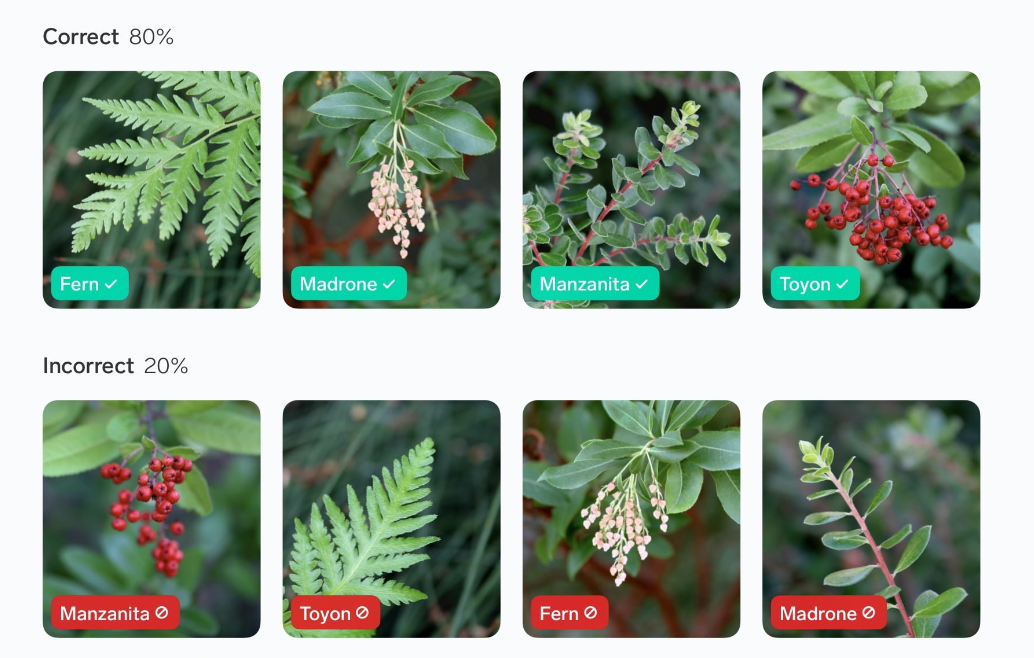 Correct 80%
Fern
Madrone
Manzanita
Toyon
Incorrect 20%
Manzanita
Toyon
Fern
Madrone